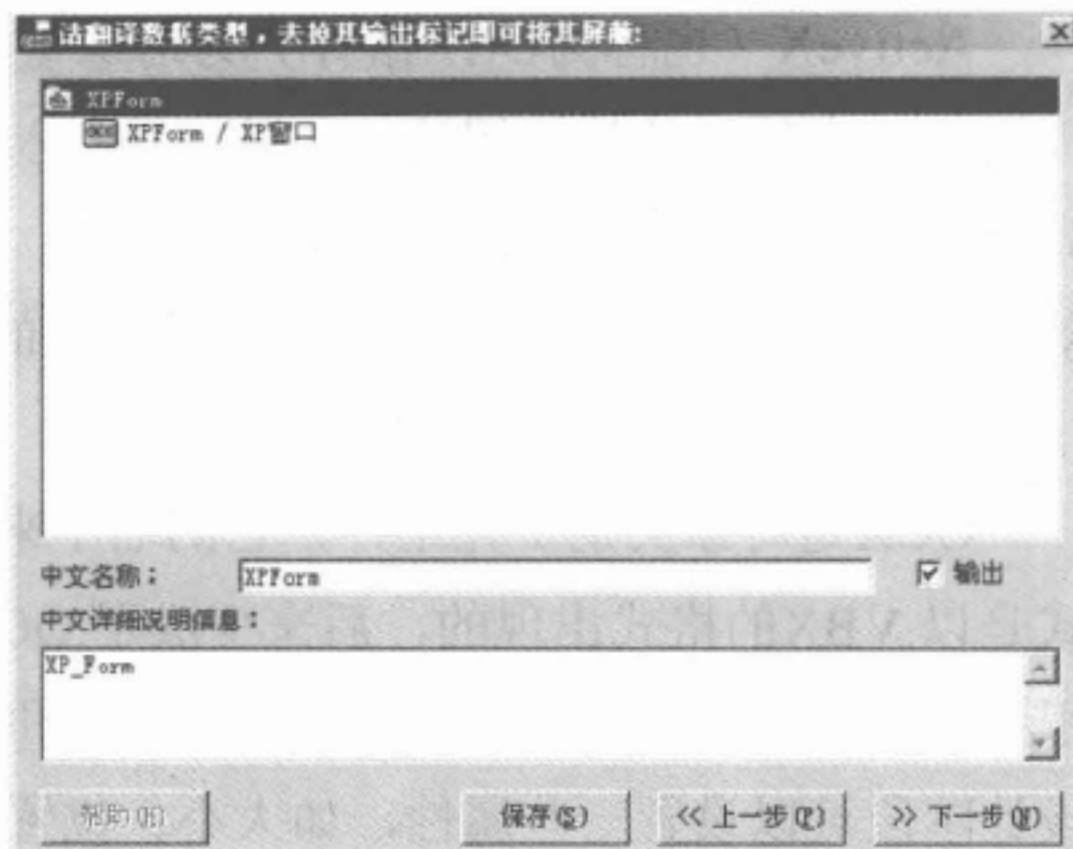 请翻译数据类型，去掉其输出标记即可将其屏蔽:
XPForm
XPForm / XP窗口
中文名称：
XPForm
输出
中文详细说明信息：
XP_Form
帮助(H)
保存(S)
<< 上一步(P)
>> 下一步(N)